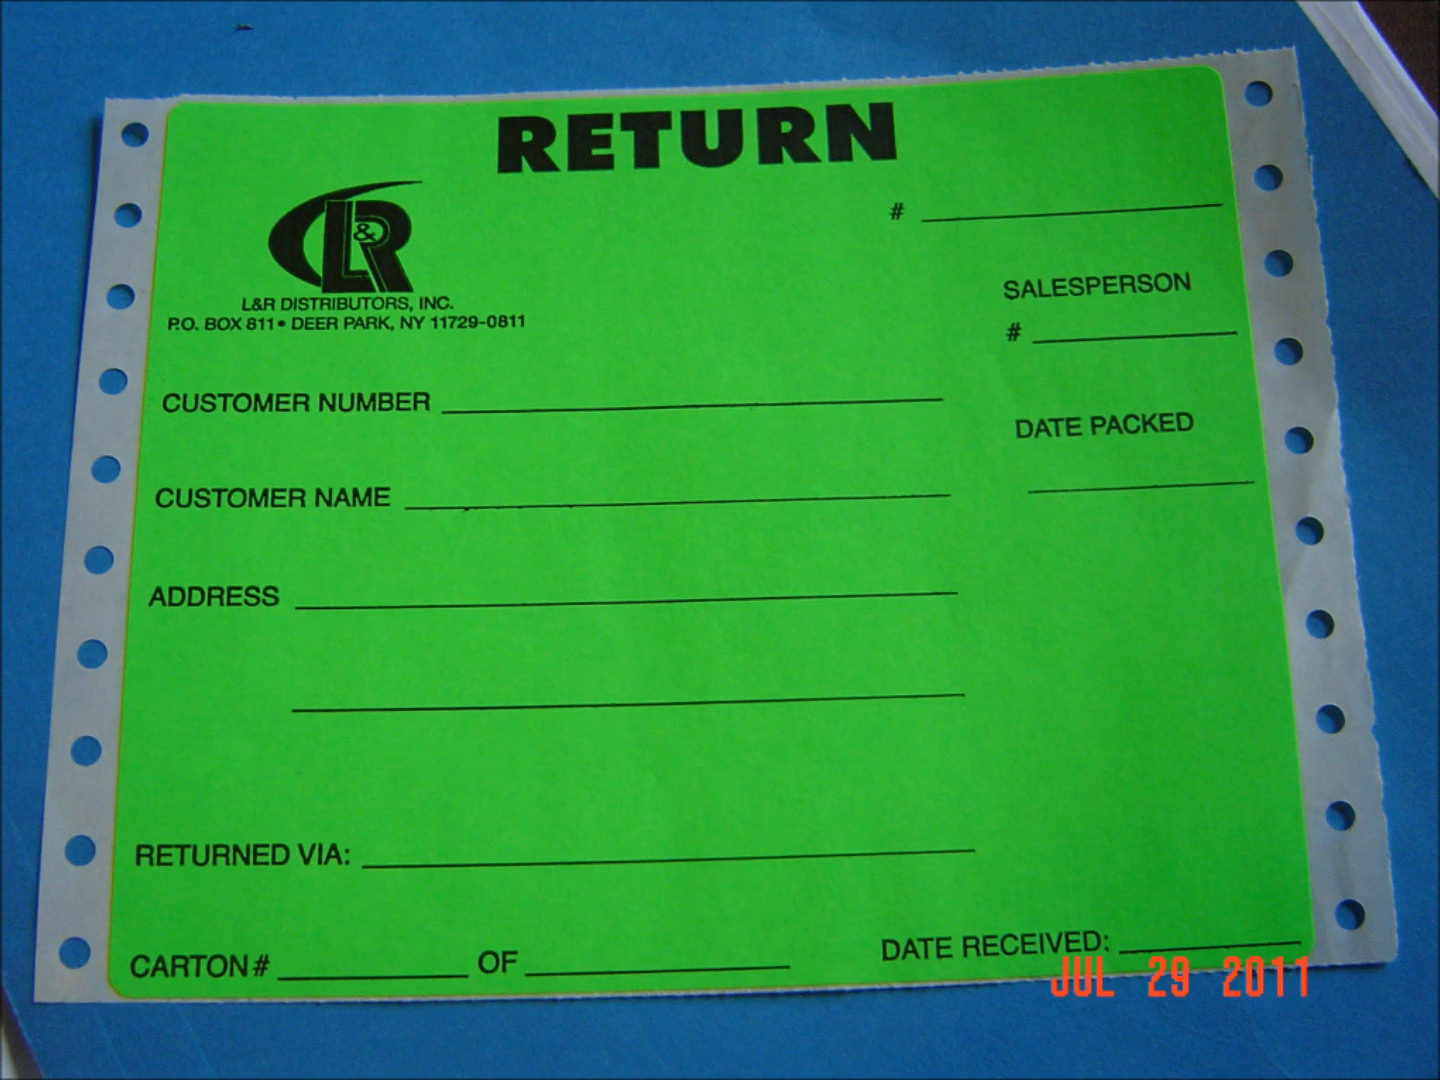 RETURN
#
L&R
L&R DISTRIBUTORS, INC.
P.O. BOX 811 • DEER PARK, NY 11729-0811
SALESPERSON
#
CUSTOMER NUMBER
DATE PACKED
CUSTOMER NAME
ADDRESS
RETURNED VIA:
CARTON # OF
DATE RECEIVED:
JUL 29 2011